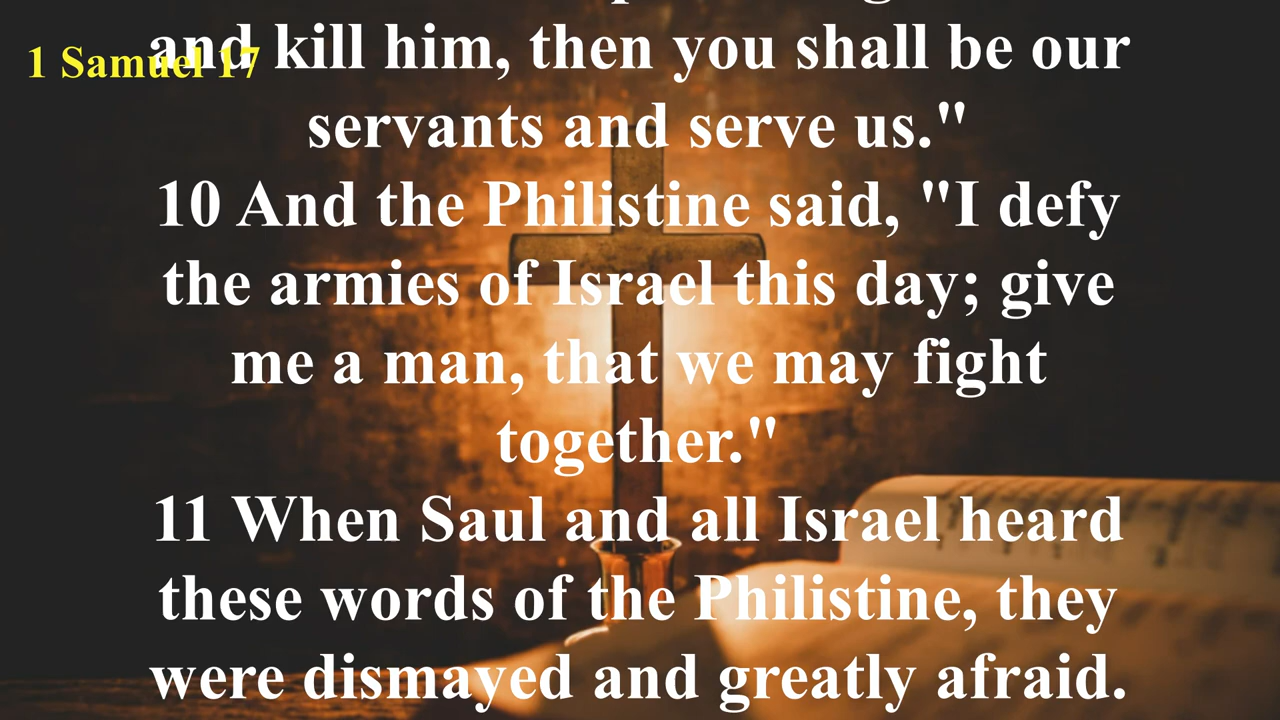 1 Samuel 17
and kill him, then you shall be our
servants and serve us."
10 And the Philistine said, "I defy
the armies of Israel this day; give
me a man, that we may fight
together."
11 When Saul and all Israel heard
these words of the Philistine, they
were dismayed and greatly afraid.